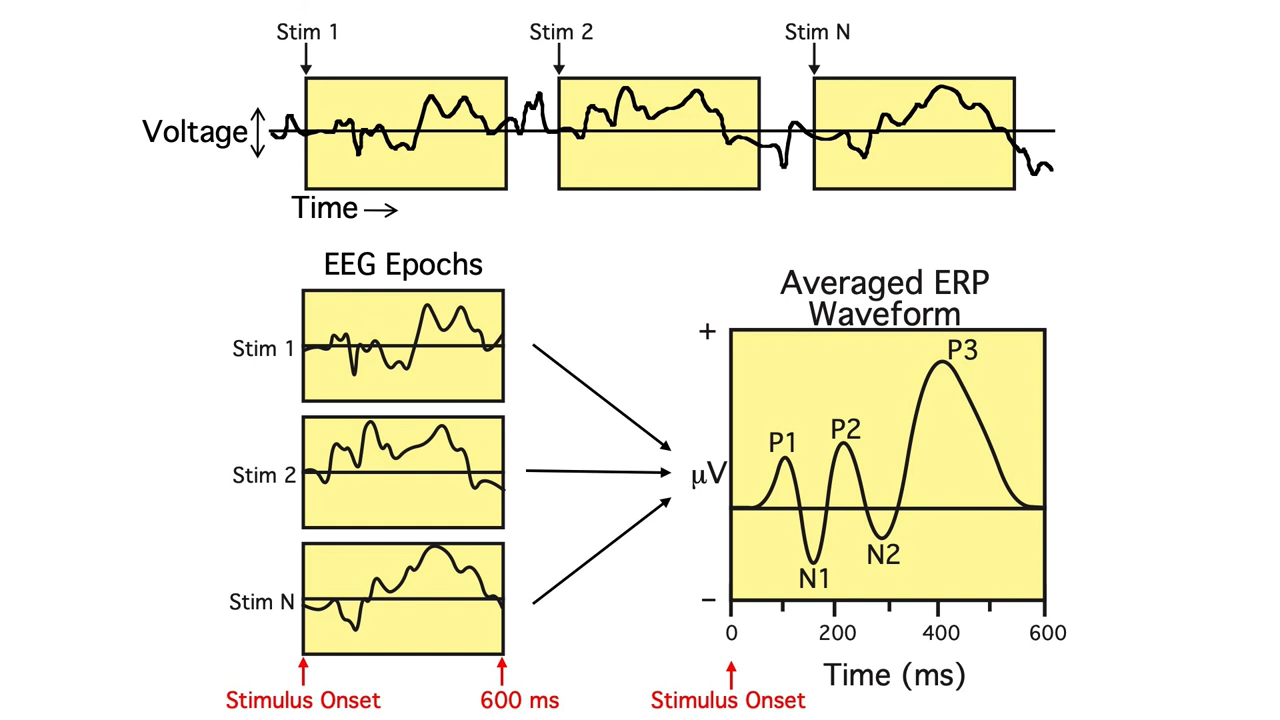 Stim 1
Stim 2
Stim N
Voltage
Time
EEG Epochs
Stim 1
Stim 2
Stim N
Stimulus Onset
600 ms
Averaged ERP
Waveform
+
P3
P1
P2
μV
N2
N1
−
0
200
400
600
Time (ms)
Stimulus Onset